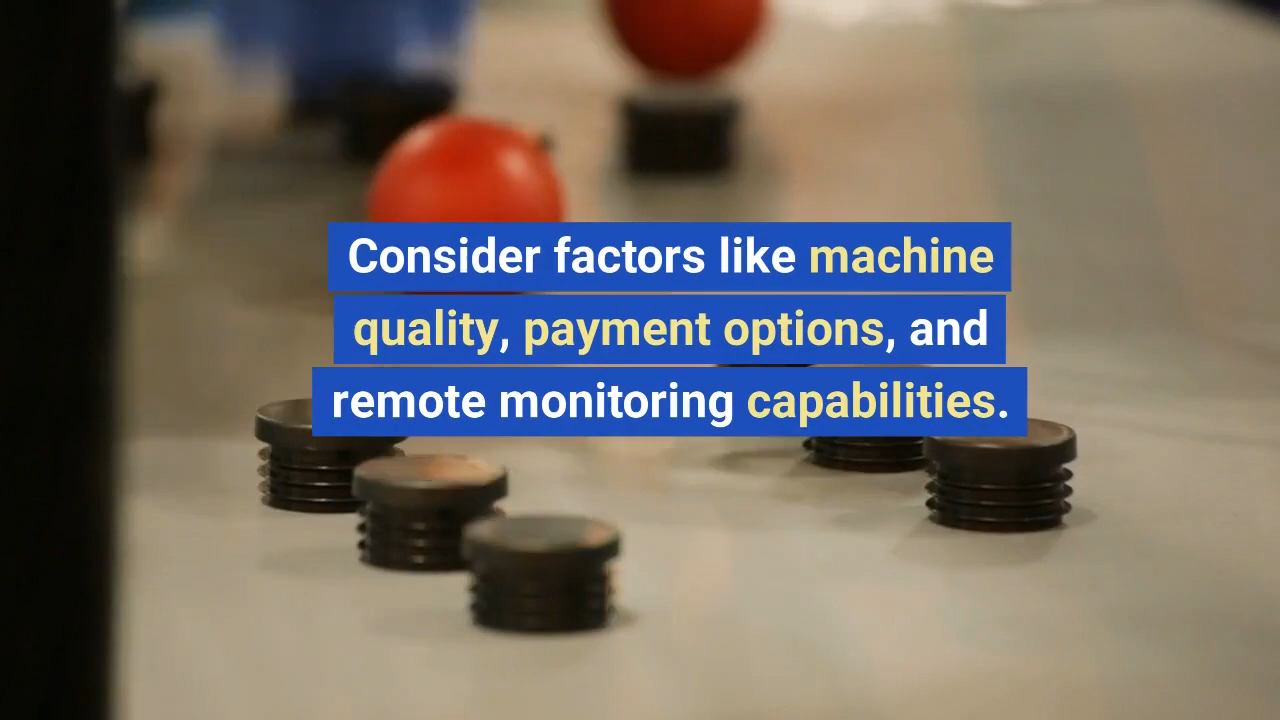 Consider factors like machine
quality, payment options, and
remote monitoring capabilities.